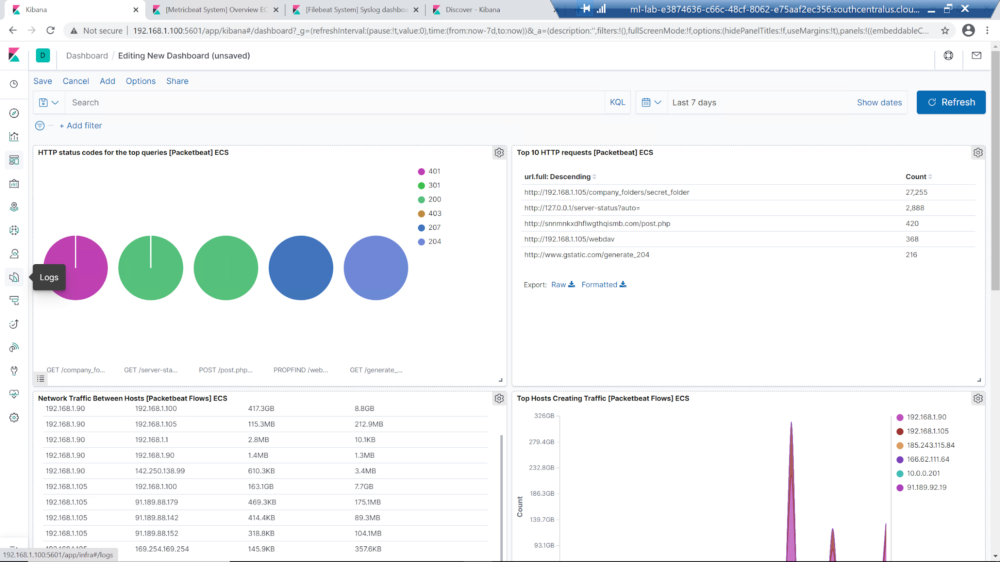 Kibana
[Metricbeat System] Overview EC
[Filebeat System] Syslog dashboa
Discover - Kibana
ml-lab-e3874636-c66c-48cf-8062-e75aaf2ec356.southcentralus.clou...
Not secure
192.168.1.100:5601/app/kibana#/dashboard?_g=(refreshInterval:(pause:!t,value:0),time:(from:now-7d,to:now))&_a=(description:'',filters:!(),fullScreenMode:!f,options:(hidePanelTitles:!f,useMargins:!t),panels:!((embeddableC...
D
Dashboard / Editing New Dashboard (unsaved)
Save Cancel Add Options Share
Search
KQL
Last 7 days
Show dates
Refresh
+ Add filter
HTTP status codes for the top queries [Packetbeat] ECS
401
301
200
403
207
204
Logs
GET /company_fo...
GET /server-sta...
POST /post.php...
PROPFIND /web...
GET /generate_...
Top 10 HTTP requests [Packetbeat] ECS
url.full: Descending Count
http://192.168.1.105/company_folders/secret_folder 27,255
http://127.0.0.1/server-status?auto= 2,888
http://snnmnkxdhflwgthqismb.com/post.php 420
http://192.168.1.105/webdav 368
http://www.gstatic.com/generate_204 216
Export: Raw Formatted
Network Traffic Between Hosts [Packetbeat Flows] ECS
192.168.1.90 192.168.1.100 417.3GB 8.8GB
192.168.1.90 192.168.1.105 115.3MB 212.9MB
192.168.1.90 192.168.1.1 2.8MB 10.1KB
192.168.1.90 192.168.1.90 1.4MB 1.3MB
192.168.1.90 142.250.138.99 610.3KB 3.4MB
192.168.1.105 192.168.1.100 163.1GB 7.7GB
192.168.1.105 91.189.88.179 469.3KB 175.1MB
192.168.1.105 91.189.88.142 414.4KB 89.3MB
192.168.1.105 91.189.88.152 318.8KB 104.1MB
192.168.1.105 169.254.169.254 145.9KB 357.6KB
Top Hosts Creating Traffic [Packetbeat Flows] ECS
326GB
279.4GB
232.8GB
186.3GB
139.7GB
93.1GB
Count
192.168.1.90
192.168.1.105
185.243.115.84
166.62.111.64
10.0.0.201
91.189.92.19
192.168.1.100:5601/app/infra#/logs